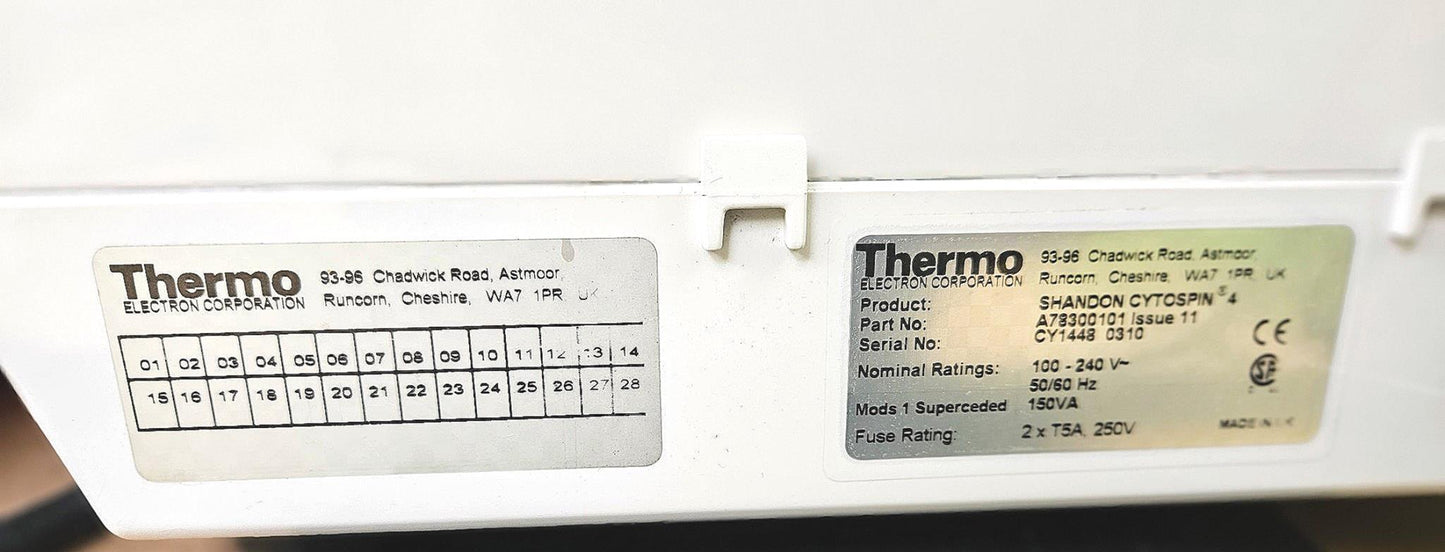 Thermo
ELECTRON CORPORATION
93-96 Chadwick Road, Astmoor,
Runcorn, Cheshire, WA7 1PR, UK
01 02 03 04 05 06 07 08 09 10 11 12 13 14
15 16 17 18 19 20 21 22 23 24 25 26 27 28
Thermo
ELECTRON CORPORATION
93-96 Chadwick Road, Astmoor,
Runcorn, Cheshire, WA7 1PR, UK
Product: SHANDON CYTOSPIN® 4
Part No: A78300101 Issue 11
Serial No: CY1448 0310
CE
Nominal Ratings: 100 - 240 V~
50/60 Hz
Mods 1 Superceded 150VA
Fuse Rating: 2 x T5A, 250V
MADE IN UK